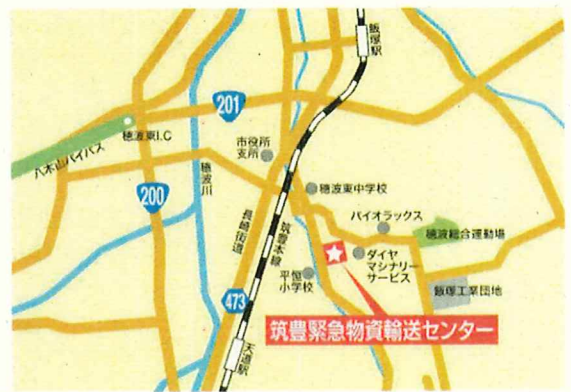 飯塚駅
201
穂波東I.C
八木山バイパス
市役所
支所
穂波川
200
穂波東中学校
長崎街道
筑豊本線
パイオラックス
穂波総合運動場
ダイヤ
マシナリー
サービス
平恒
小学校
飯塚工業団地
473
筑豊緊急物資輸送センター
天道駅